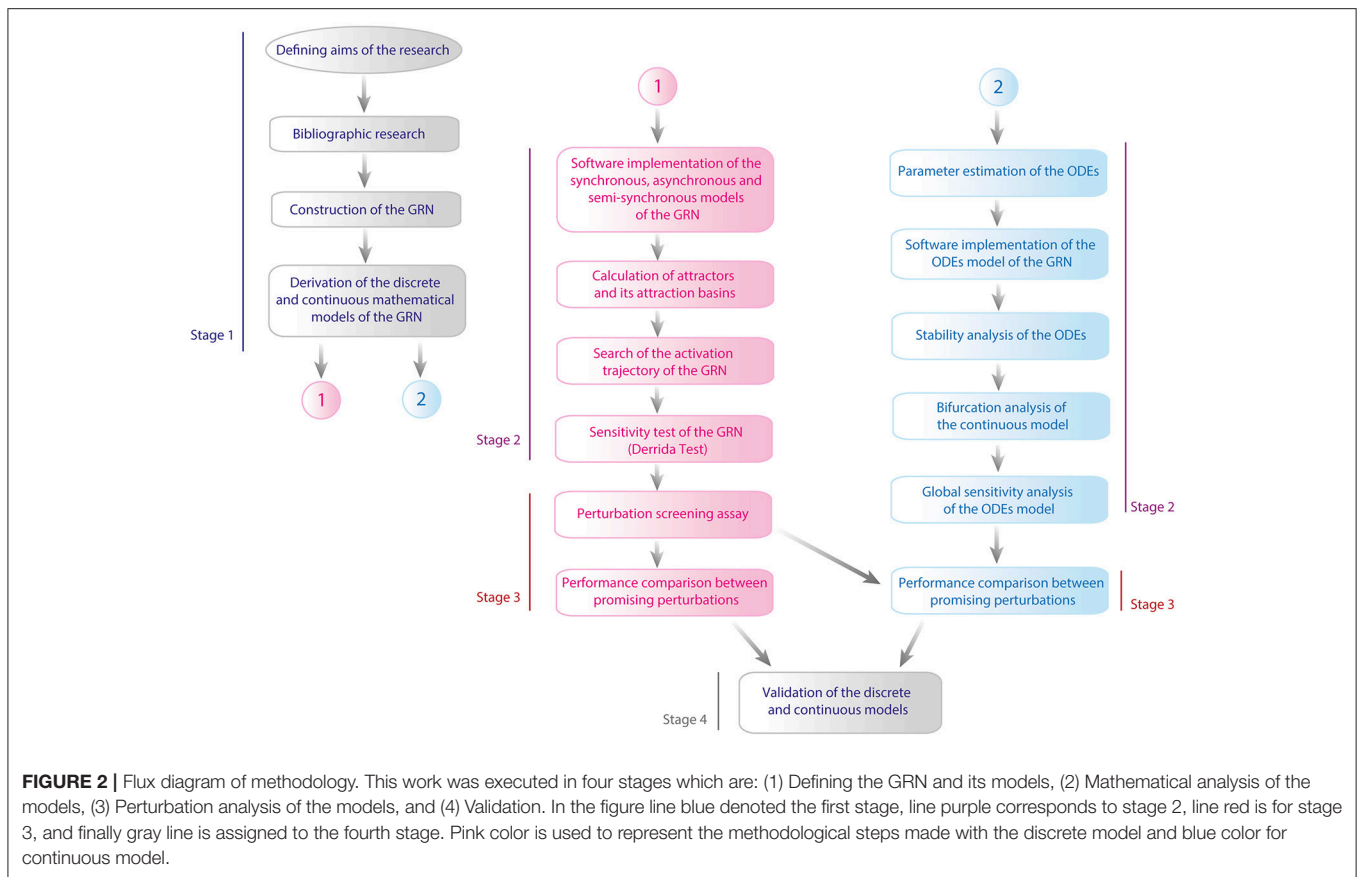 Defining aims of the research
Bibliographic research
Construction of the GRN
Derivation of the discrete
and continuous mathematical
models of the GRN
Stage 1
1
2
1
Software implementation of the
synchronous, asynchronous and
semi-synchronous models
of the GRN
Calculation of attractors
and its attraction basins
Search of the activation
trajectory of the GRN
Sensitivity test of the GRN
(Derrida Test)
Stage 2
Perturbation screening assay
Performance comparison between
promising perturbations
Stage 3
2
Parameter estimation of the ODEs
Software implementation of the
ODEs model of the GRN
Stability analysis of the ODEs
Bifurcation analysis of
the continuous model
Global sensitivity analysis
of the ODEs model
Stage 2
Performance comparison between
promising perturbations
Stage 3
Validation of the discrete
and continuous models
Stage 4
FIGURE 2 | Flux diagram of methodology. This work was executed in four stages which are: (1) Defining the GRN and its models, (2) Mathematical analysis of the
models, (3) Perturbation analysis of the models, and (4) Validation. In the figure line blue denoted the first stage, line purple corresponds to stage 2, line red is for stage
3, and finally gray line is assigned to the fourth stage. Pink color is used to represent the methodological steps made with the discrete model and blue color for
continuous model.